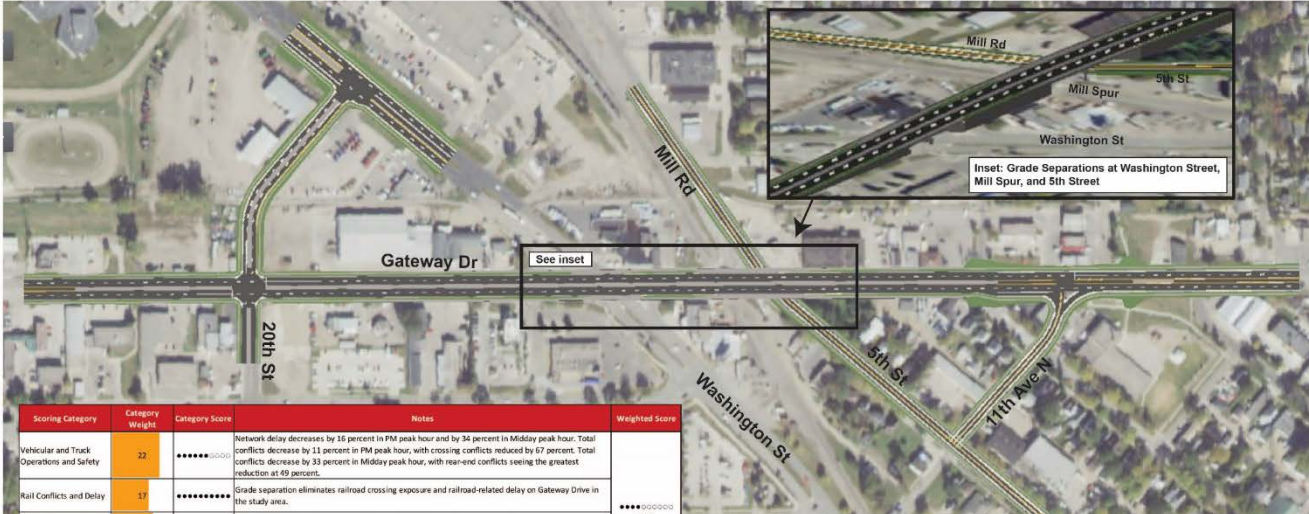 Mill Rd
5th St
Mill Spur
Washington St
Inset: Grade Separations at Washington Street,
Mill Spur, and 5th Street
Mill Rd
Gateway Dr
See inset
20th St
5th St
11th Ave N
Washington St
Scoring Category
Category
Weight
Category Score
Notes
Weighted Score
Vehicular and Truck
Operations and Safety
22
Network delay decreases by 16 percent in PM peak hour and by 34 percent in Midday peak hour. Total
conflicts decrease by 11 percent in PM peak hour, with crossing conflicts reduced by 67 percent. Total
conflicts decrease by 33 percent in Midday peak hour, with rear-end conflicts seeing the greatest
reduction at 49 percent.
Rail Conflicts and Delay
17
Grade separation eliminates railroad crossing exposure and railroad-related delay on Gateway Drive in
the study area.